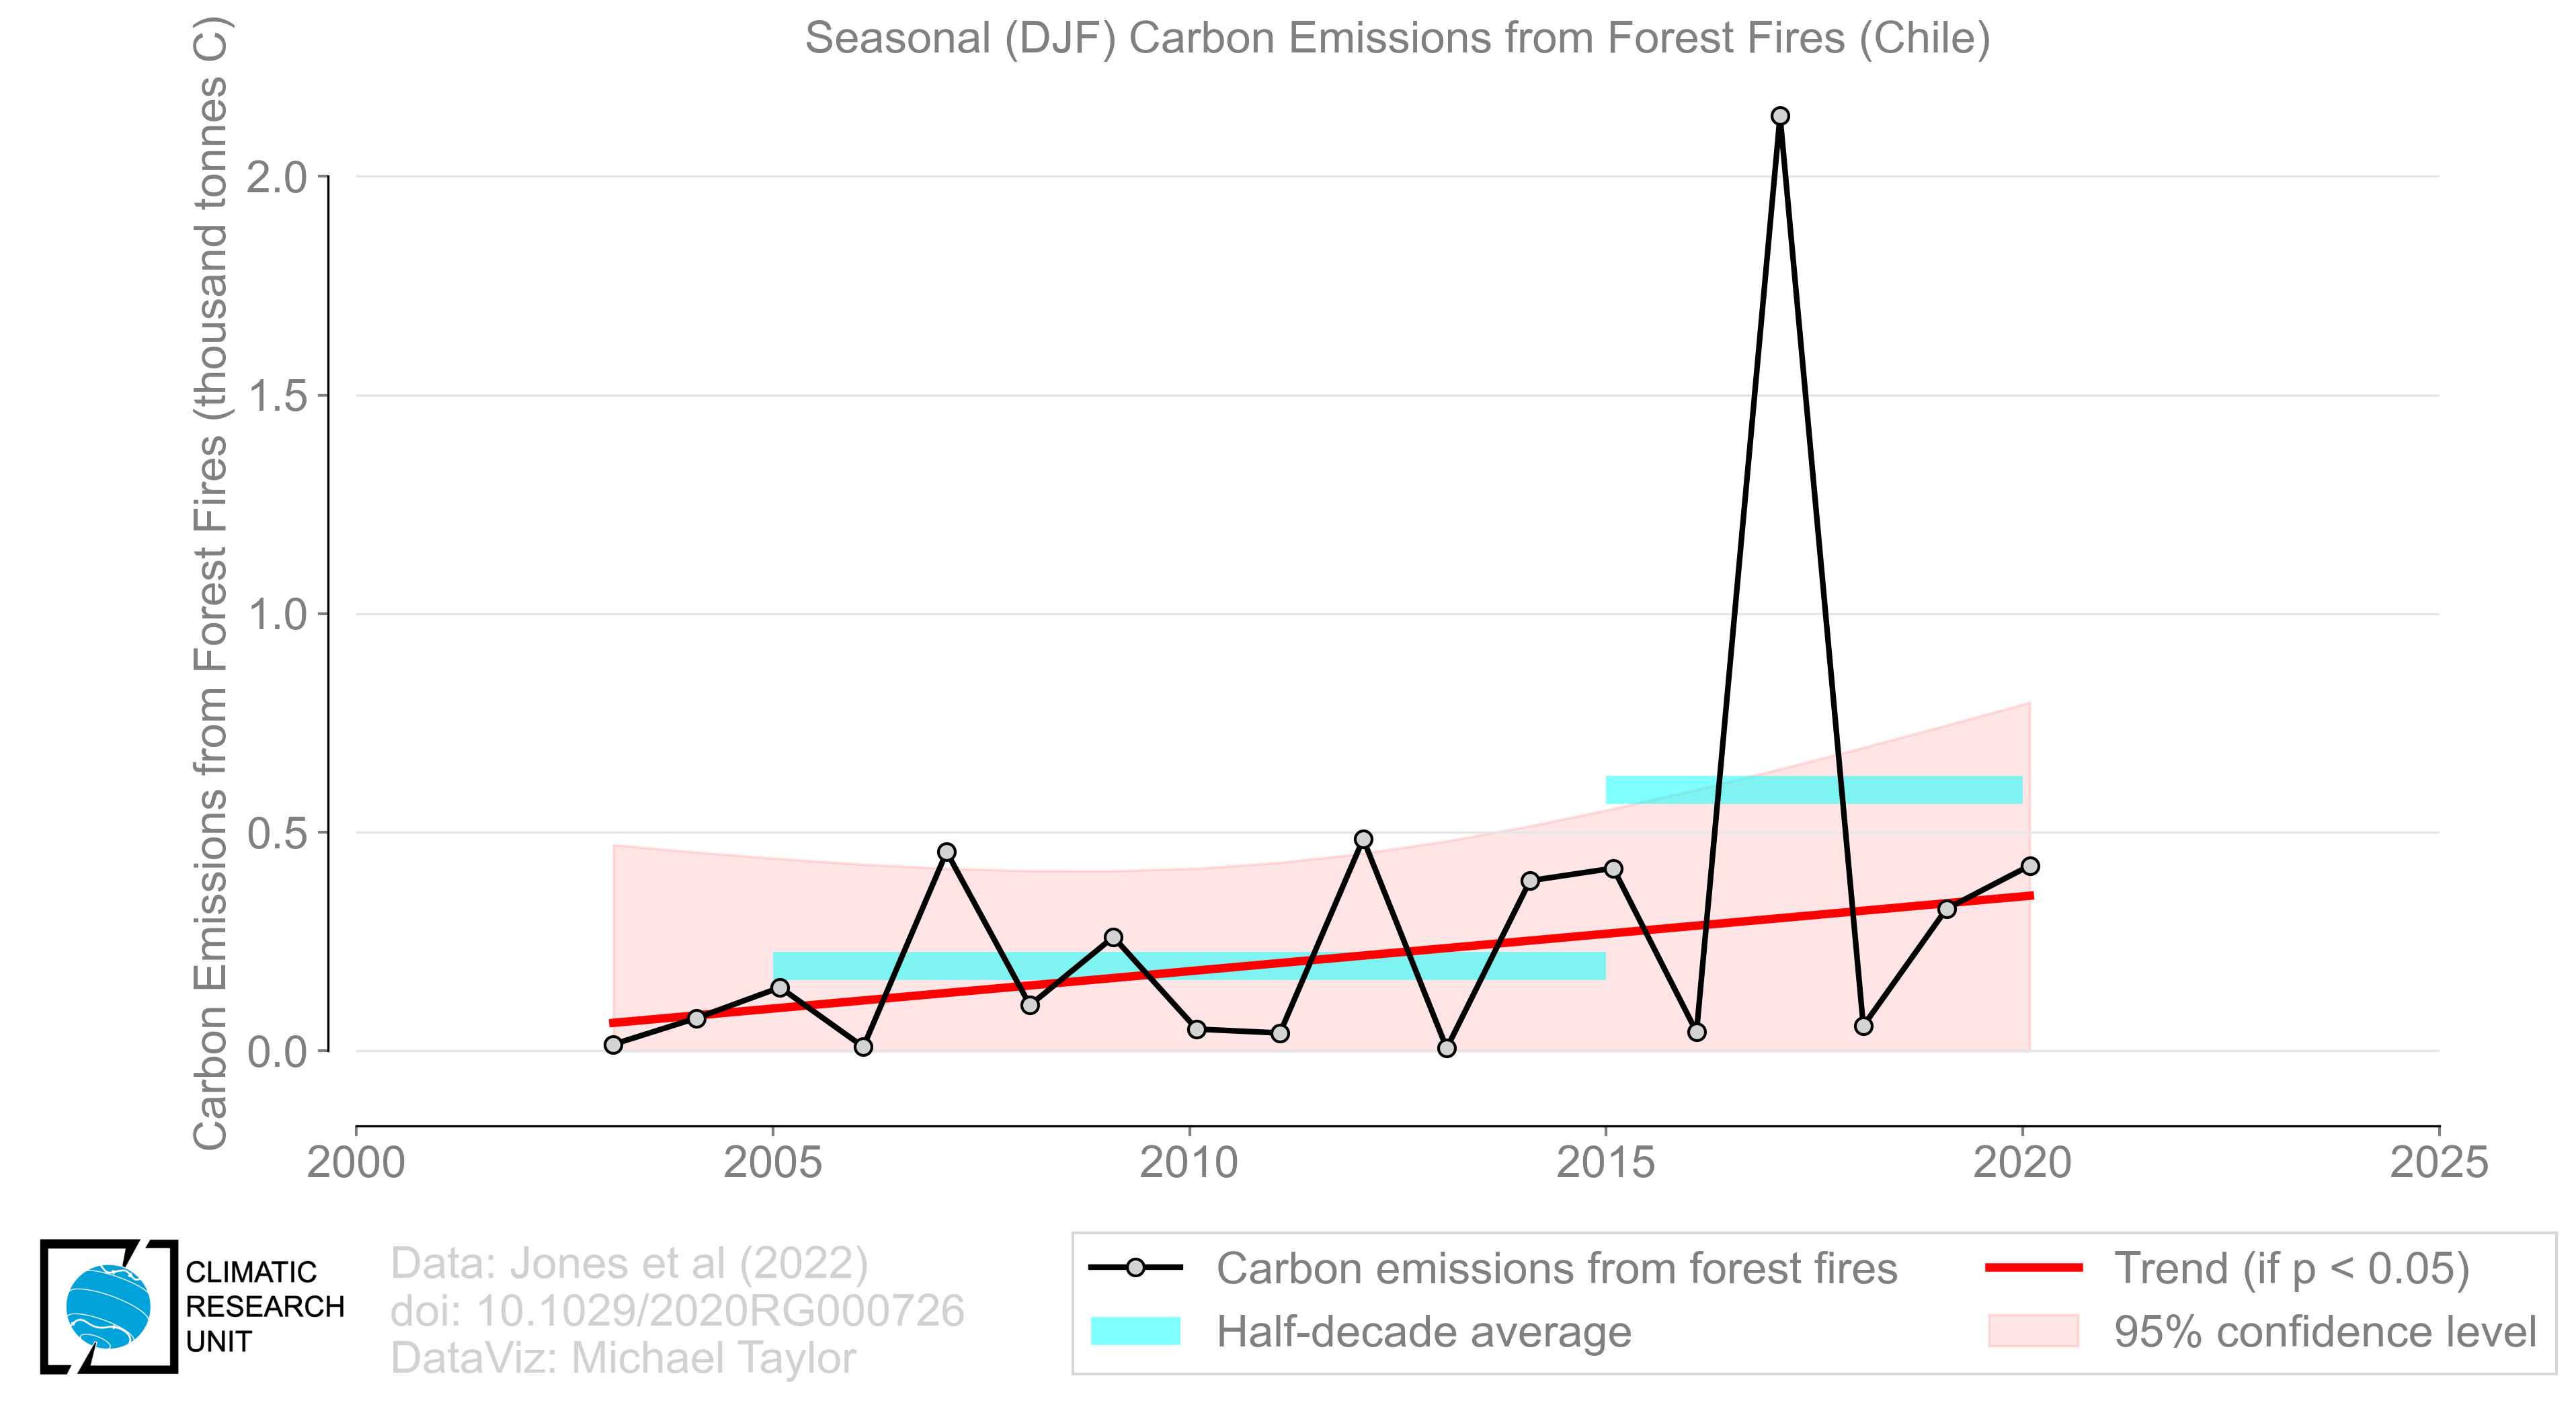 Seasonal (DJF) Carbon Emissions from Forest Fires (Chile)
Carbon Emissions from Forest Fires (thousand tonnes C)
2.0
1.5
1.0
0.5
0.0
2000
2005
2010
2015
2020
2025
CLIMATIC
RESEARCH
UNIT
Data: Jones et al (2022)
doi: 10.1029/2020RG000726
DataViz: Michael Taylor
Carbon emissions from forest fires
Half-decade average
Trend (if p < 0.05)
95% confidence level